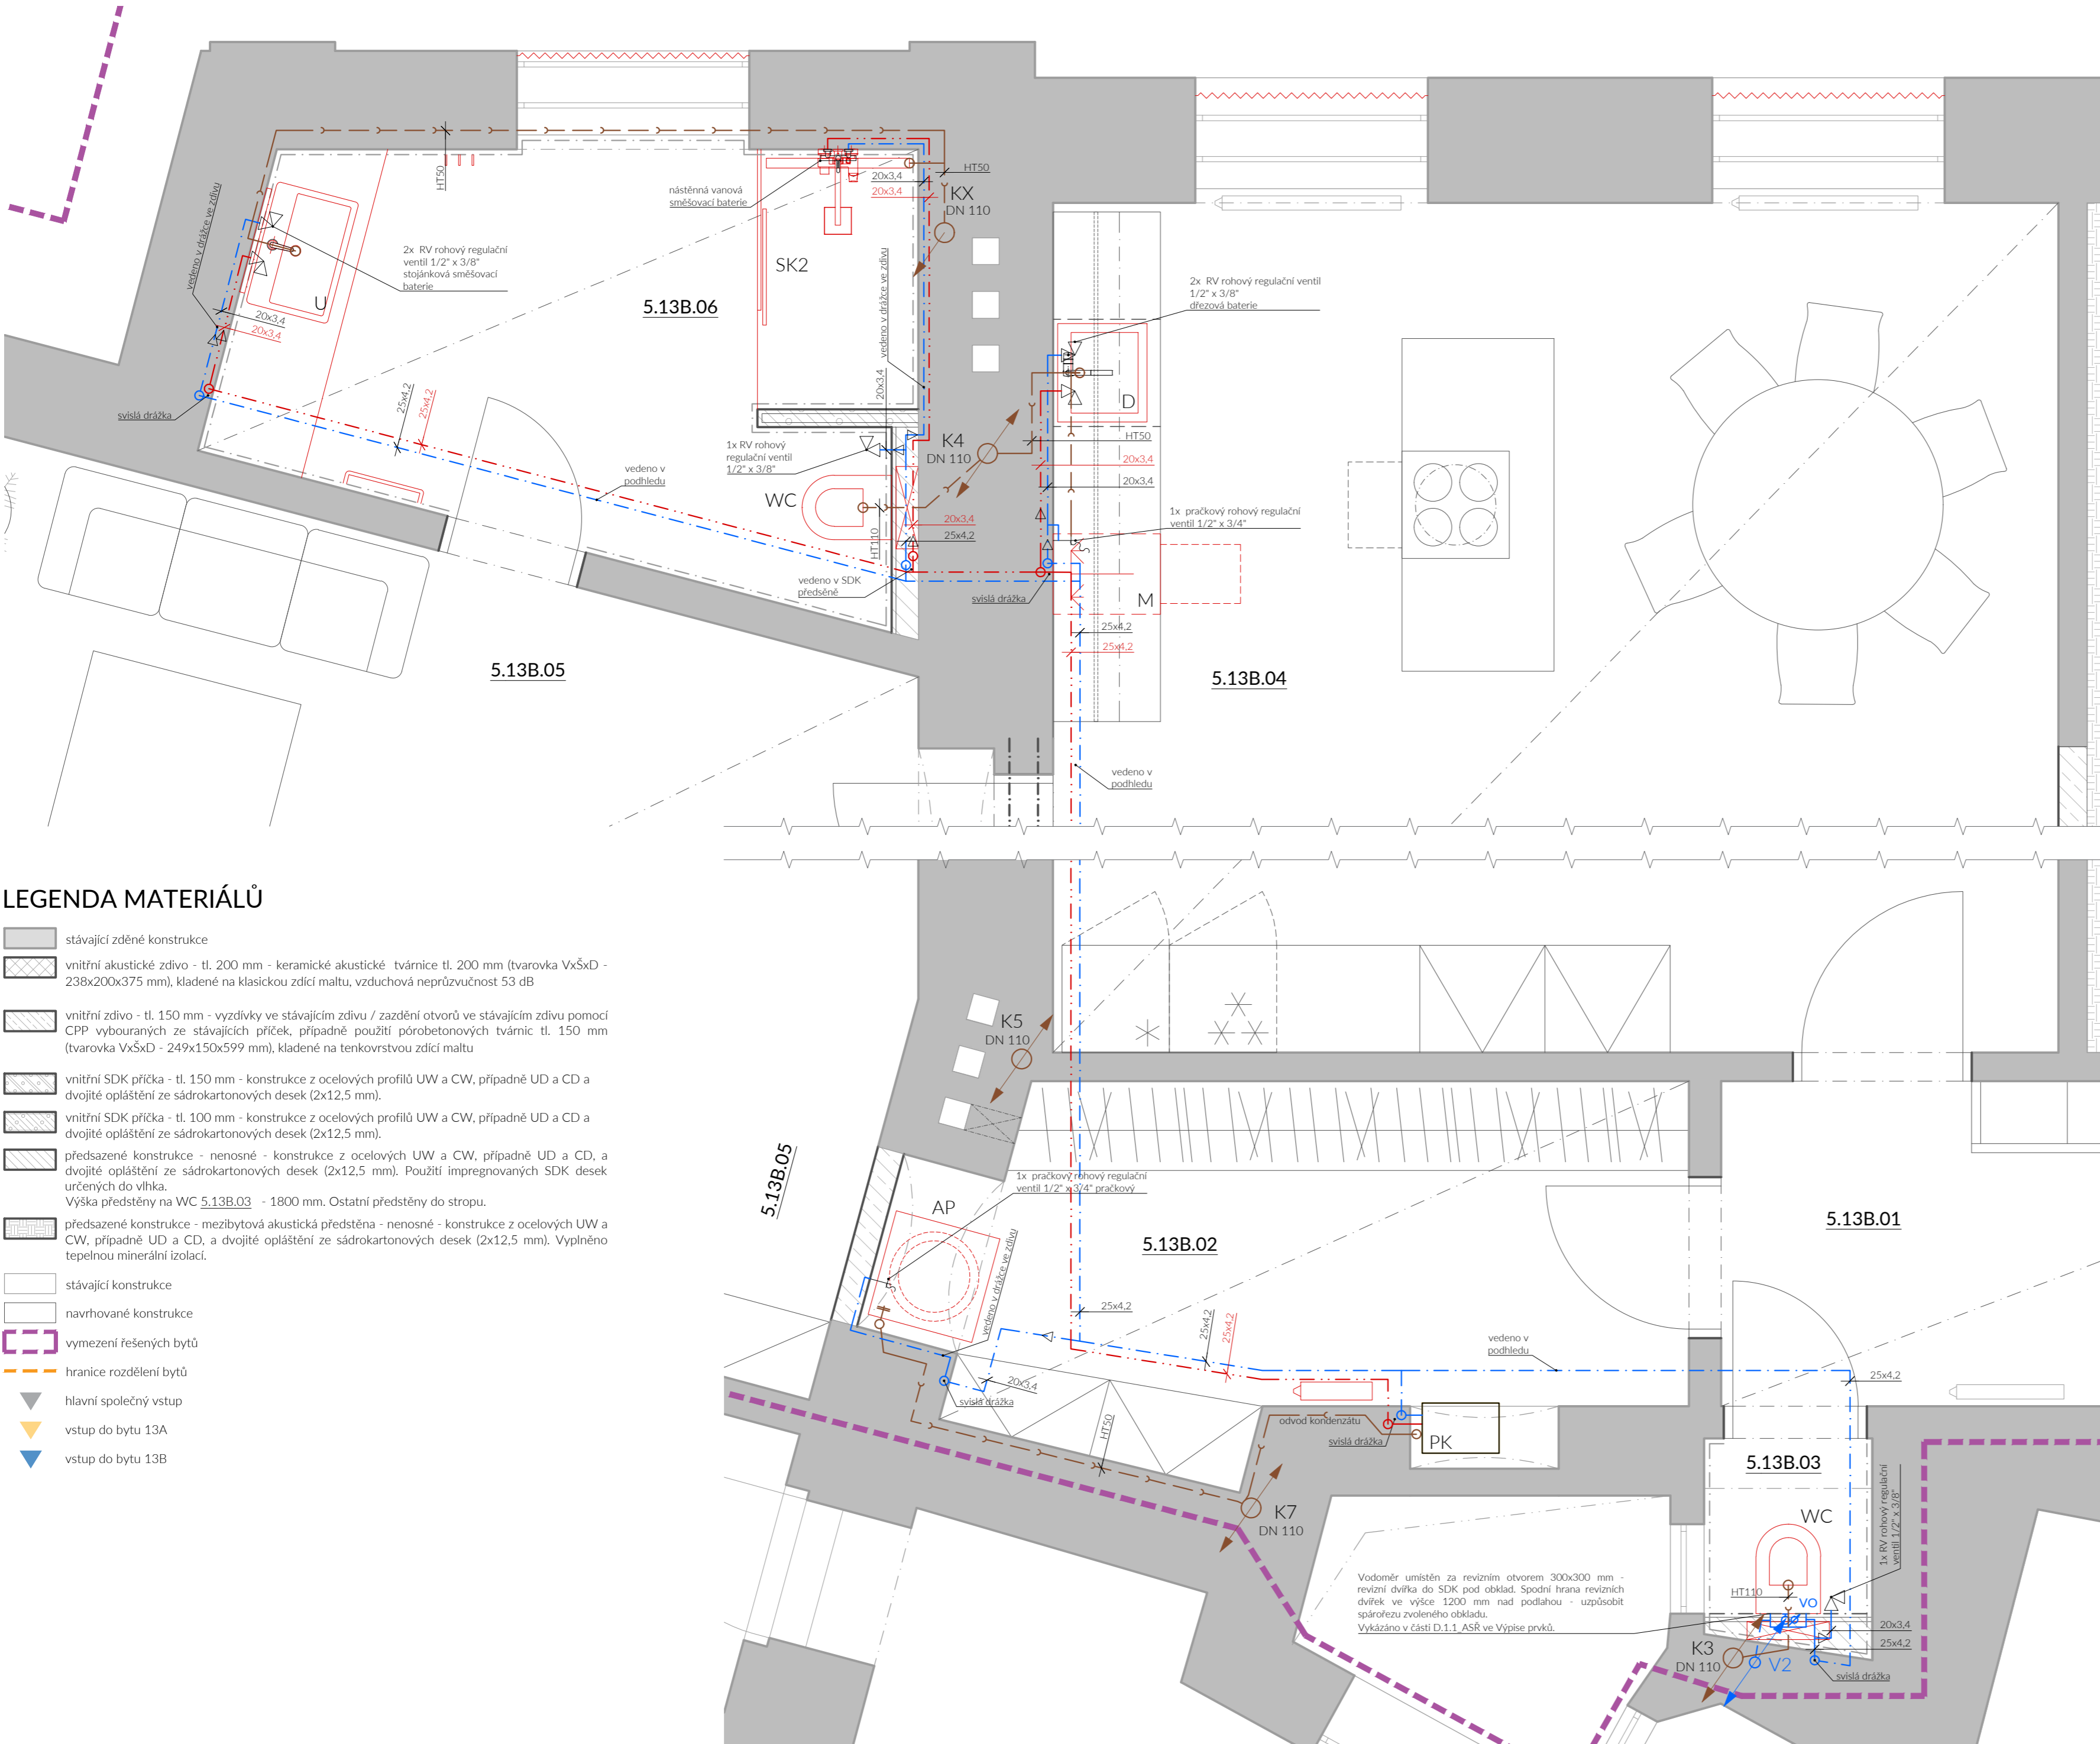 HT50
nástěnná vanová
směšovací baterie
20x3,4
20x3,4
HT50
KX
DN 110
vedeno v drážce ve zdivu
2x RV rohový regulační
ventil 1/2" x 3/8"
stojánková směšovací
baterie
U
20x3,4
20x3,4
SK2
5.13B.06
vedeno v drážce ve zdivu
2x RV rohový regulační ventil
1/2" x 3/8"
dřezová baterie
svislá drážka
25x4,2
25x4,2
20x3,4
D
1x RV rohový
regulační ventil
1/2" x 3/8"
K4
DN 110
HT50
20x3,4
20x3,4
vedeno v
podhledu
WC
HT110
20x3,4
25x4,2
1x pračkový rohový regulační
ventil 1/2" x 3/4"
vedeno v SDK
předsěně
svislá drážka
M
25x4,2
25x4,2
5.13B.05
5.13B.04
vedeno v
podhledu
LEGENDA MATERIÁLŮ
stávající zděné konstrukce
vnitřní akustické zdivo - tl. 200 mm - keramické akustické tvárnice tl. 200 mm (tvarovka VxŠxD -
238x200x375 mm), kladené na klasickou zdící maltu, vzduchová neprůzvučnost 53 dB
vnitřní zdivo - tl. 150 mm - vyzdívky ve stávajícím zdivu / zazdění otvorů ve stávajícím zdivu pomocí
CPP vybouraných ze stávajících příček, případně použití pórobetonových tvárnic tl. 150 mm
(tvarovka VxŠxD - 249x150x599 mm), kladené na tenkovrstvou zdící maltu
vnitřní SDK příčka - tl. 150 mm - konstrukce z ocelových profilů UW a CW, případně UD a CD a
dvojité opláštění ze sádrokartonových desek (2x12,5 mm).
vnitřní SDK příčka - tl. 100 mm - konstrukce z ocelových profilů UW a CW, případně UD a CD a
dvojité opláštění ze sádrokartonových desek (2x12,5 mm).
předsazené konstrukce - nenosné - konstrukce z ocelových UW a CW, případně UD a CD, a
dvojité opláštění ze sádrokartonových desek (2x12,5 mm). Použití impregnovaných SDK desek
určených do vlhka.
Výška předstěny na WC 5.13B.03 - 1800 mm. Ostatní předstěny do stropu.
předsazené konstrukce - mezibytová akustická předstěna - nenosné - konstrukce z ocelových UW a
CW, případně UD a CD, a dvojité opláštění ze sádrokartonových desek (2x12,5 mm). Vyplněno
tepelnou minerální izolací.
stávající konstrukce
navrhované konstrukce
vymezení řešených bytů
hranice rozdělení bytů
hlavní společný vstup
vstup do bytu 13A
vstup do bytu 13B
K5
DN 110
5.13B.05
1x pračkový rohový regulační
ventil 1/2" x 3/4" pračkový
AP
vedeno v drážce ve zdivu
5.13B.02
5.13B.01
25x4,2
25x4,2
25x4,2
vedeno v
podhledu
25x4,2
20x3,4
svislá drážka
HT50
odvod kondenzátu
svislá drážka
PK
5.13B.03
K7
DN 110
WC
1x RV rohový regulační
ventil 1/2" x 3/8"
Vodoměr umístěn za revizním otvorem 300x300 mm -
revizní dvířka do SDK pod obklad. Spodní hrana revizních
dvířek ve výšce 1200 mm nad podlahou - uzpůsobit
spárořezu zvoleného obkladu.
Vykázáno v části D.1.1_ASŘ ve Výpise prvků.
HT110
VO
20x3,4
25x4,2
K3
DN 110
V2
svislá drážka